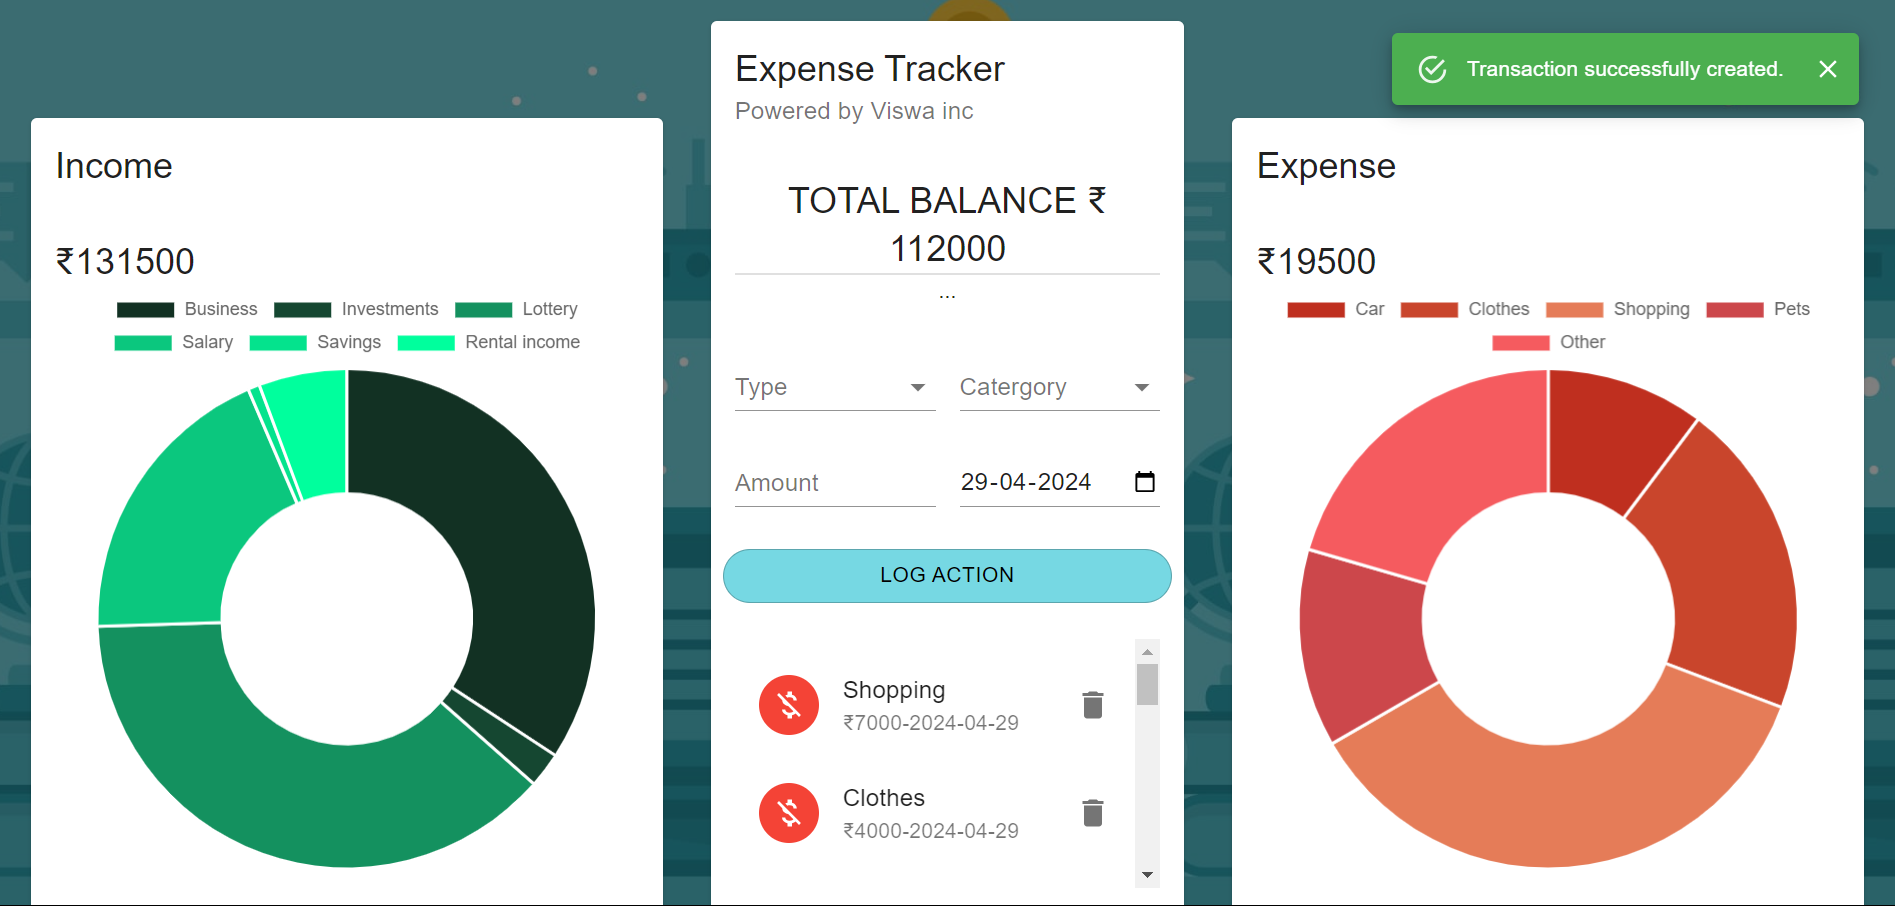 Income
₹131500
Business Investments Lottery
Salary Savings Rental income
Expense Tracker
Powered by Viswa inc
TOTAL BALANCE ₹
112000
...
Type Catergory
Amount 29-04-2024
LOG ACTION
Shopping
₹7000-2024-04-29
Clothes
₹4000-2024-04-29
Transaction successfully created.
Expense
₹19500
Car Clothes Shopping Pets
Other